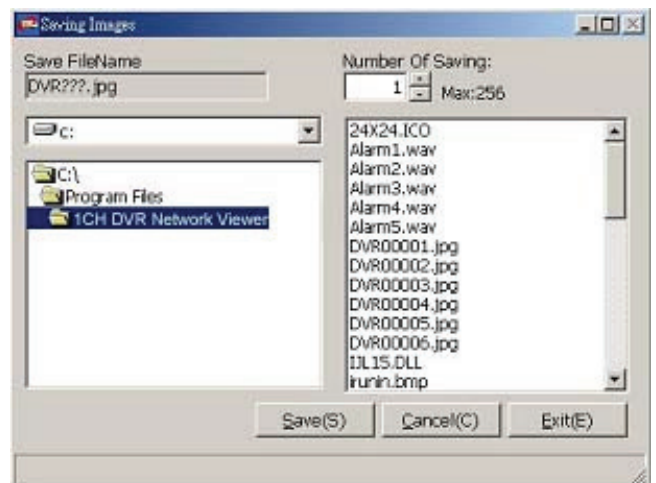 Saving Images
Save FileName
DVR???.jpg
Number Of Saving:
1
Max:256
c:
C:\
Program Files
1CH DVR Network Viewer
24X24.ICO
Alarm1.wav
Alarm2.wav
Alarm3.wav
Alarm4.wav
Alarm5.wav
DVR00001.jpg
DVR00002.jpg
DVR00003.jpg
DVR00004.jpg
DVR00005.jpg
DVR00006.jpg
IJL15.DLL
irunin.bmp
Save(S)
Cancel(C)
Exit(E)